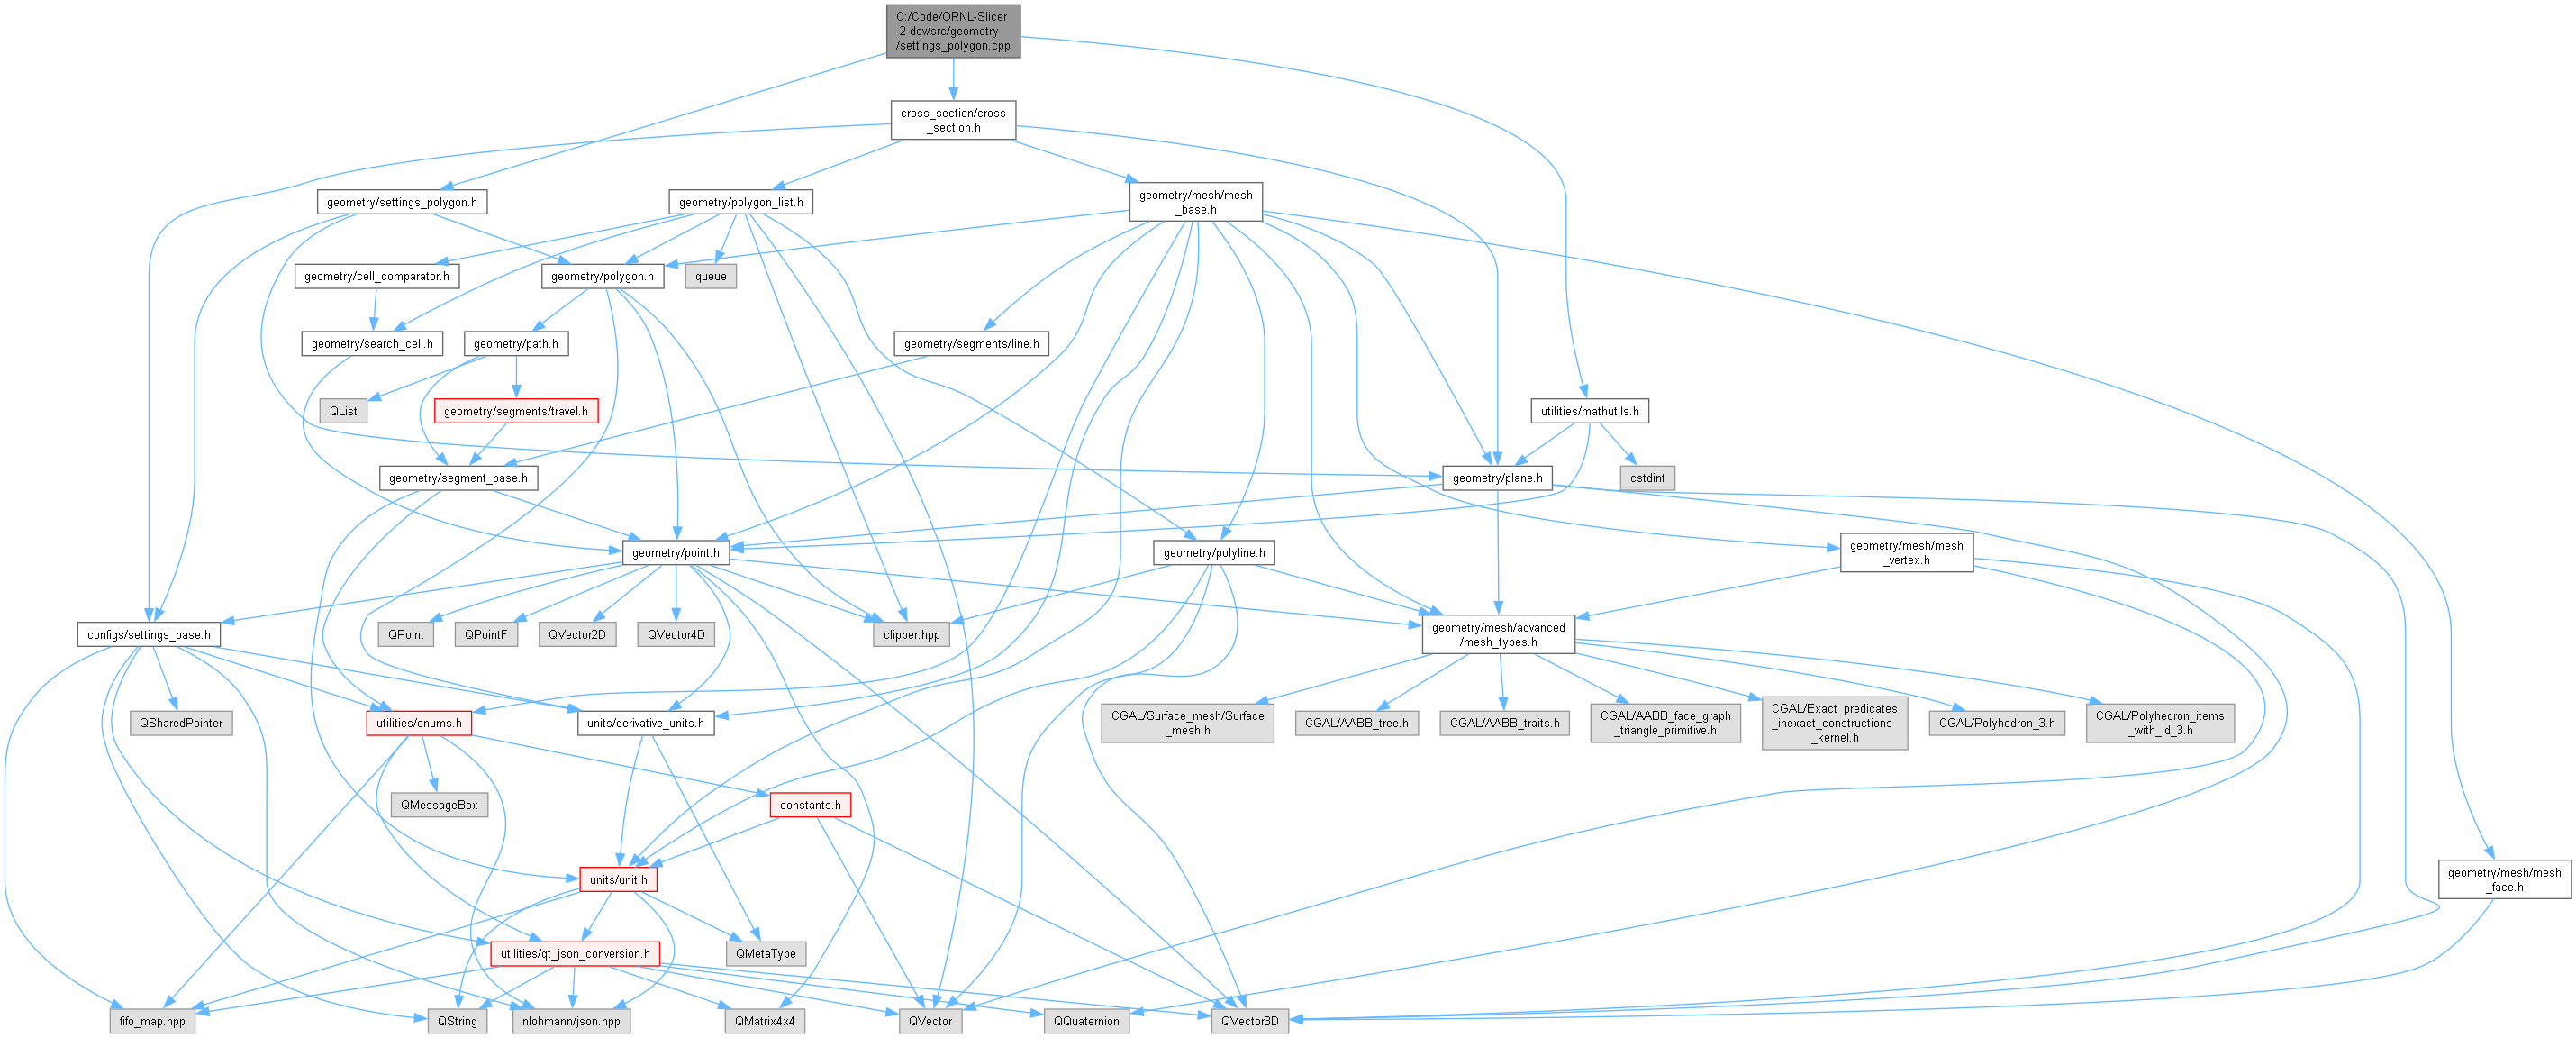 C:/Code/ORNL-Slicer
-2-dev/src/geometry
/settings_polygon.cpp
cross_section/cross
_section.h
geometry/settings_polygon.h
geometry/polygon_list.h
geometry/mesh/mesh
_base.h
geometry/cell_comparator.h
geometry/polygon.h
queue
geometry/search_cell.h
geometry/path.h
geometry/segments/line.h
QList
geometry/segments/travel.h
utilities/mathutils.h
geometry/segment_base.h
geometry/plane.h
cstdint
geometry/point.h
geometry/polyline.h
geometry/mesh/mesh
_vertex.h
configs/settings_base.h
QPoint
QPointF
QVector2D
QVector4D
clipper.hpp
geometry/mesh/advanced
/mesh_types.h
QSharedPointer
utilities/enums.h
units/derivative_units.h
CGAL/Surface_mesh/Surface
_mesh.h
CGAL/AABB_tree.h
CGAL/AABB_traits.h
CGAL/AABB_face_graph
_triangle_primitive.h
CGAL/Exact_predicates
_inexact_constructions
_kernel.h
CGAL/Polyhedron_3.h
CGAL/Polyhedron_items
_with_id_3.h
QMessageBox
constants.h
units/unit.h
geometry/mesh/mesh
_face.h
utilities/qt_json_conversion.h
QMetaType
fifo_map.hpp
QString
nlohmann/json.hpp
QMatrix4x4
QVector
QQuaternion
QVector3D